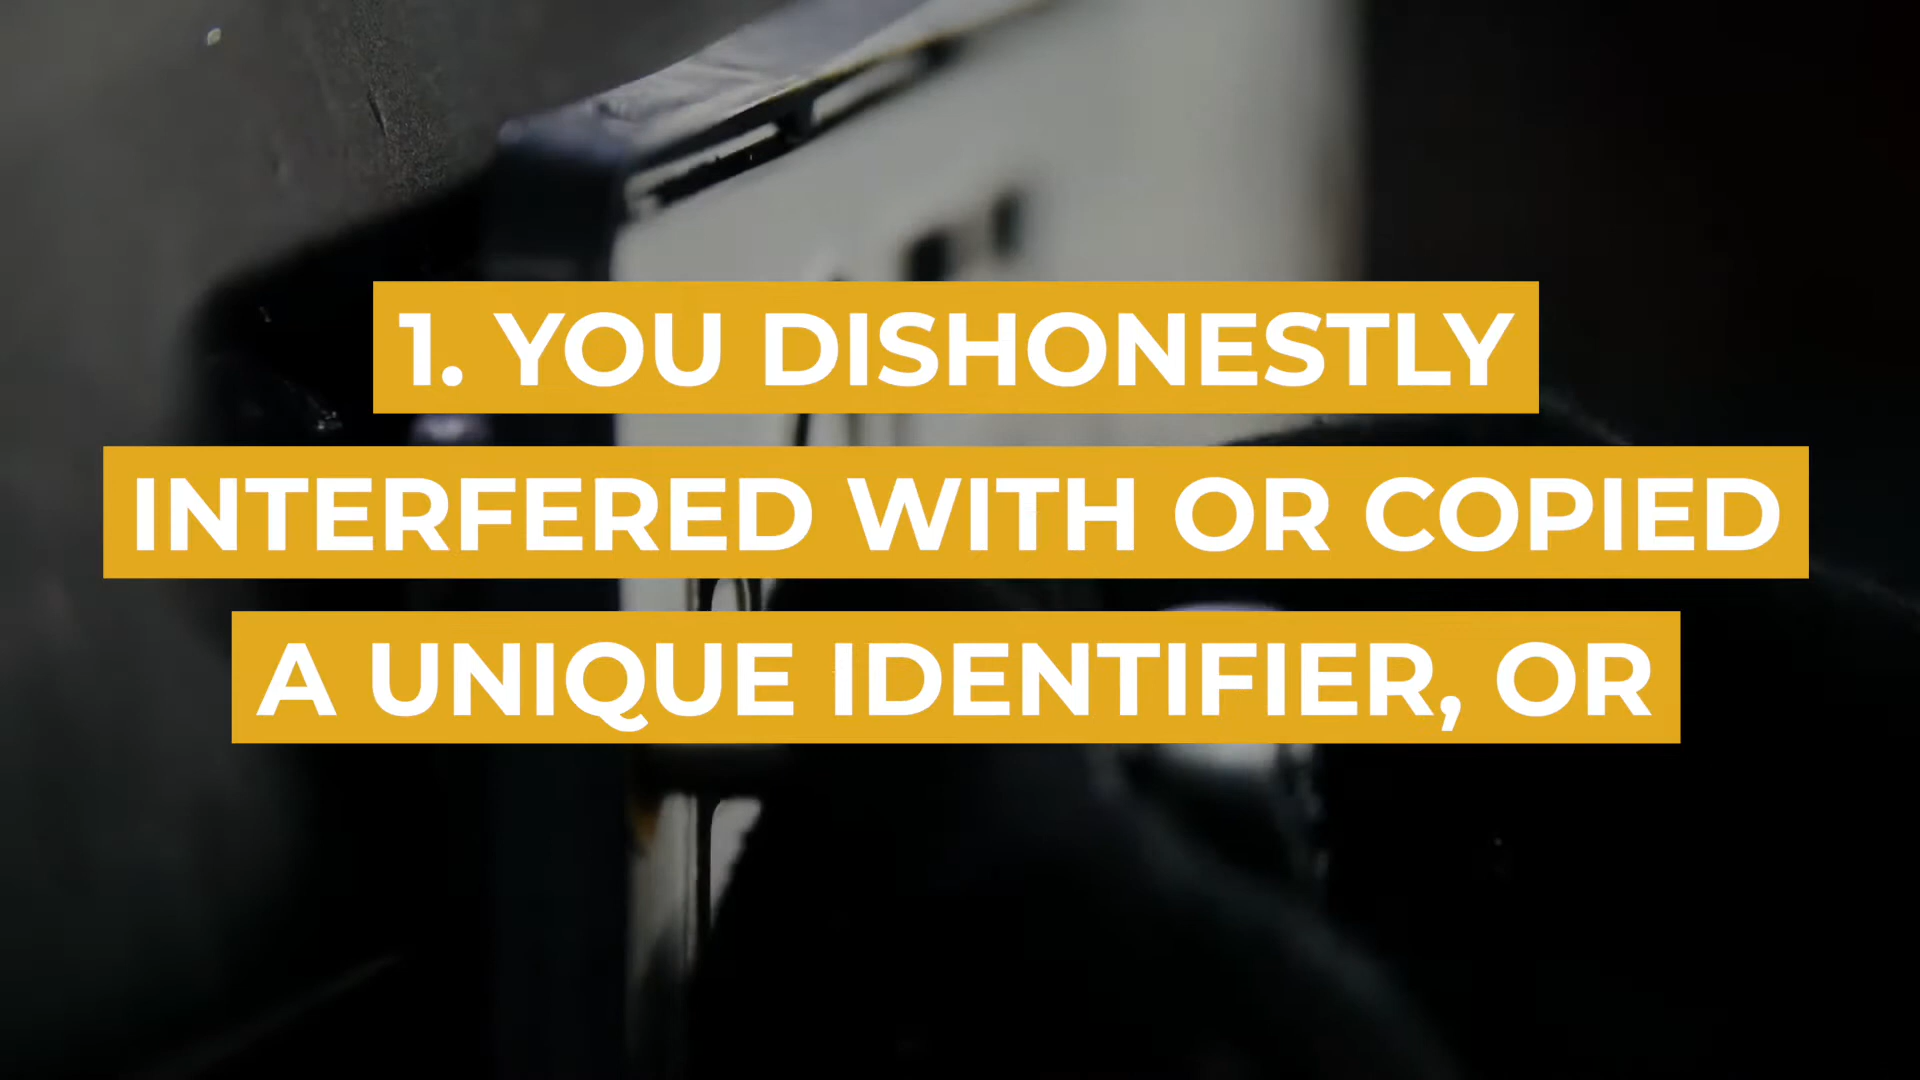 1. YOU DISHONESTLY
INTERFERED WITH OR COPIED
A UNIQUE IDENTIFIER, OR